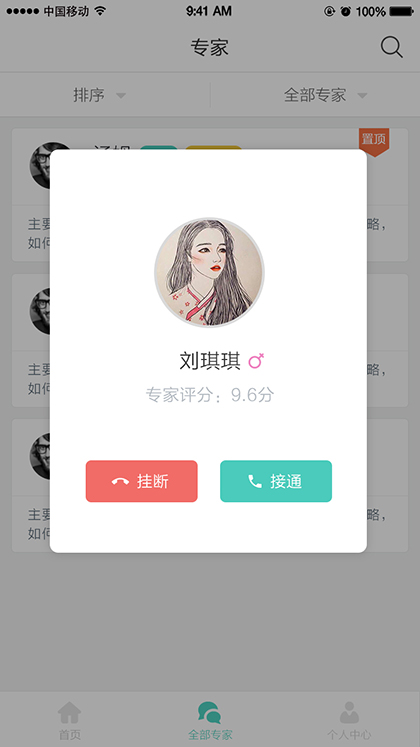 中国移动 9:41 AM 100%
专家
排序 全部专家
置顶
汤姆
主要 略，
如何
刘琪琪
专家评分：9.6分
主要 略，
如何
挂断 接通
主要 略，
如何
首页 全部专家 个人中心